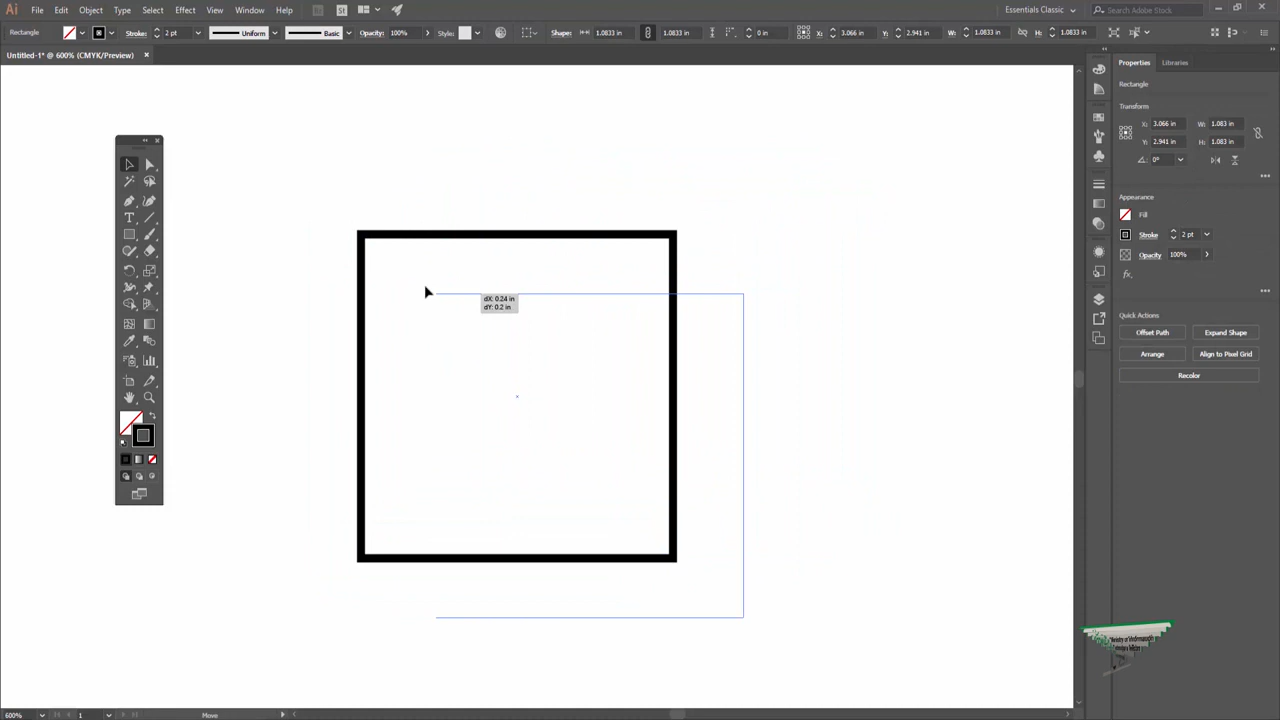 Ai File Edit Object Type Select Effect View Window Help Br St Essentials Classic Search Adobe Stock
Rectangle Stroke: 2 pt Uniform Basic Opacity: 100% Style: Shape: 1.0833 in 1.0833 in 0 in X: 3.066 in Y: 2.941 in W: 1.0833 in H: 1.0833 in
Untitled-1* @ 600% (CMYK/Preview)
Properties Libraries
Rectangle
Transform
X: 3.066 in W: 1.083 in
Y: 2.941 in H: 1.083 in
0°
Appearance
Fill
Stroke 2 pt
Opacity 100%
fx
Quick Actions
Offset Path Expand Shape
Arrange Align to Pixel Grid
Recolor
dX: 0.24 in
dY: 0.2 in
600% 1 Move